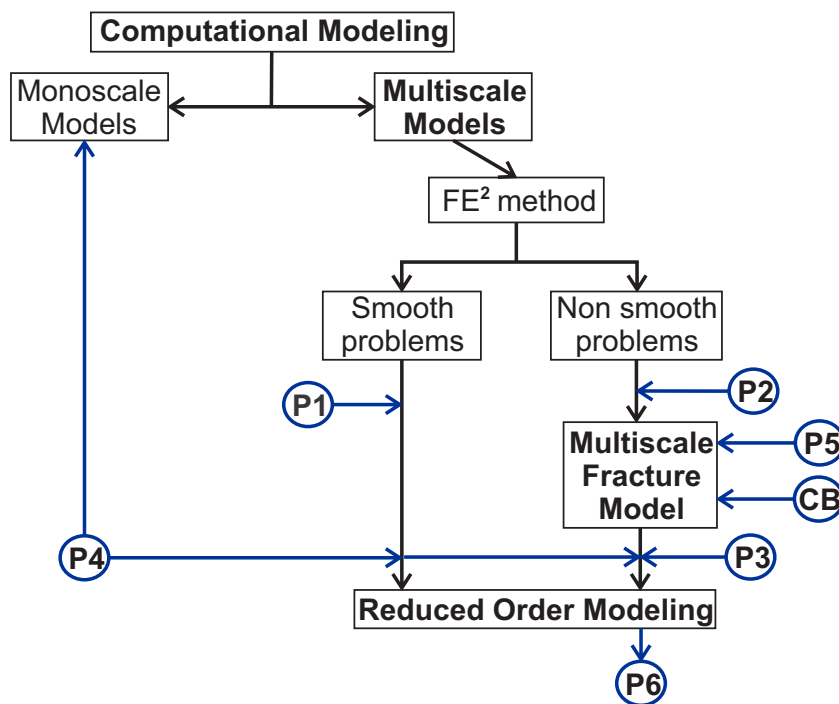 Computational Modeling
Monoscale
Models
Multiscale
Models
FE² method
Smooth
problems
Non smooth
problems
P1
P2
Multiscale
Fracture
Model
P5
CB
P4
P3
Reduced Order Modeling
P6